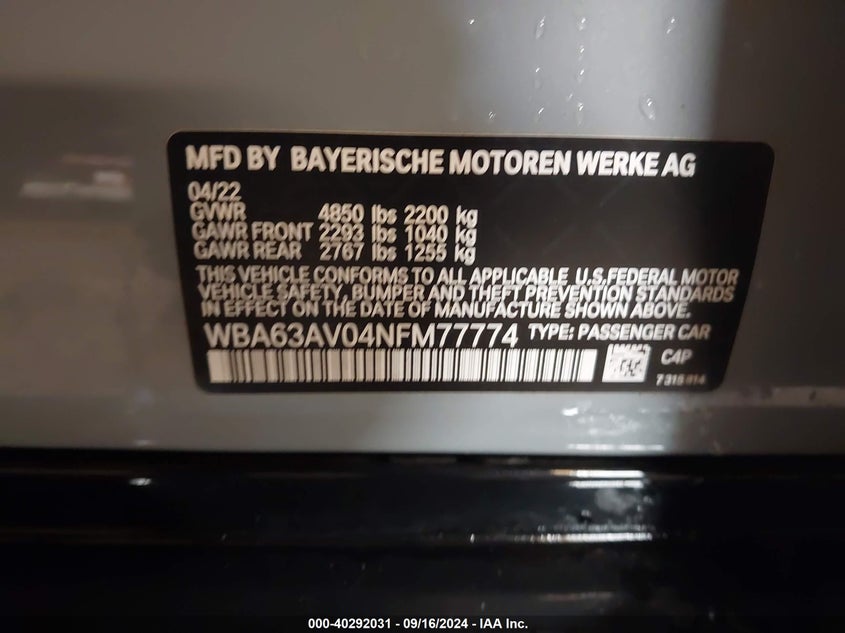 MFD BY BAYERISCHE MOTOREN WERKE AG
04/22
GVWR 4850 lbs 2200 kg
GAWR FRONT 2293 lbs 1040 kg
GAWR REAR 2767 lbs 1255 kg
THIS VEHICLE CONFORMS TO ALL APPLICABLE U.S. FEDERAL MOTOR
VEHICLE SAFETY, BUMPER AND THEFT PREVENTION STANDARDS
IN EFFECT ON THE DATE OF MANUFACTURE SHOWN ABOVE.
WBA63AV04NFM77774 TYPE: PASSENGER CAR
C4P
000-40292031 - 09/16/2024 - IAA Inc.